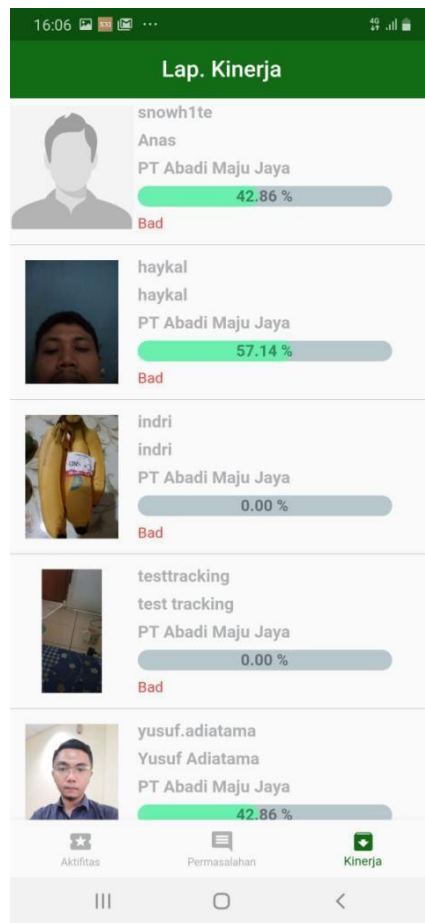 16:06
4G
Lap. Kinerja
snowh1te
Anas
PT Abadi Maju Jaya
42.86 %
Bad
haykal
haykal
PT Abadi Maju Jaya
57.14 %
Bad
indri
indri
PT Abadi Maju Jaya
0.00 %
Bad
testtracking
test tracking
PT Abadi Maju Jaya
0.00 %
Bad
yusuf.adiatama
Yusuf Adiatama
PT Abadi Maju Jaya
42.86 %
Aktifitas
Permasalahan
Kinerja